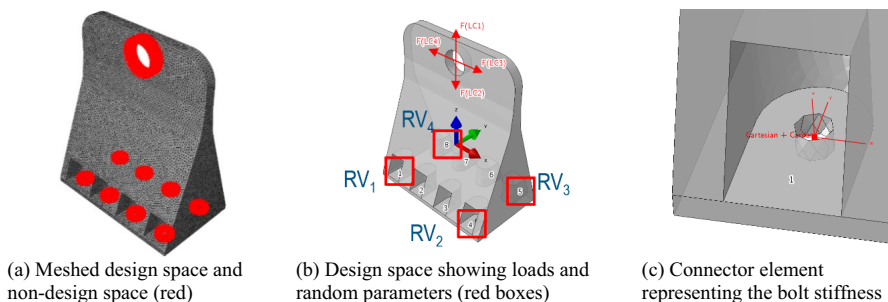 F(LC1)
F(LC4)
F(LC3)
F(LC2)
RV4
z
Y
X
8
7
6
RV1
1
2
3
4
5
RV3
RV2
Cartesian + Card
Y
X
1
(a) Meshed design space and
non-design space (red)
(b) Design space showing loads and
random parameters (red boxes)
(c) Connector element
representing the bolt stiffness